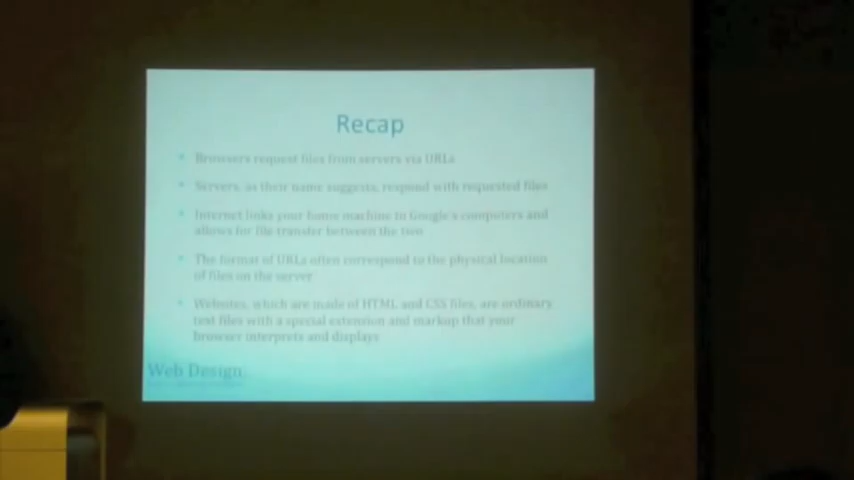 Recap
Browsers request files from servers via URLs
Servers, as their name suggests, respond with requested files
Internet links your home machine to Google's computers and
allows for file transfer between the two
The format of URLs often correspond to the physical location
of files on the server
Websites, which are made of HTML and CSS files, are ordinary
text files with a special extension and markup that your
browser interprets and displays
Web Design